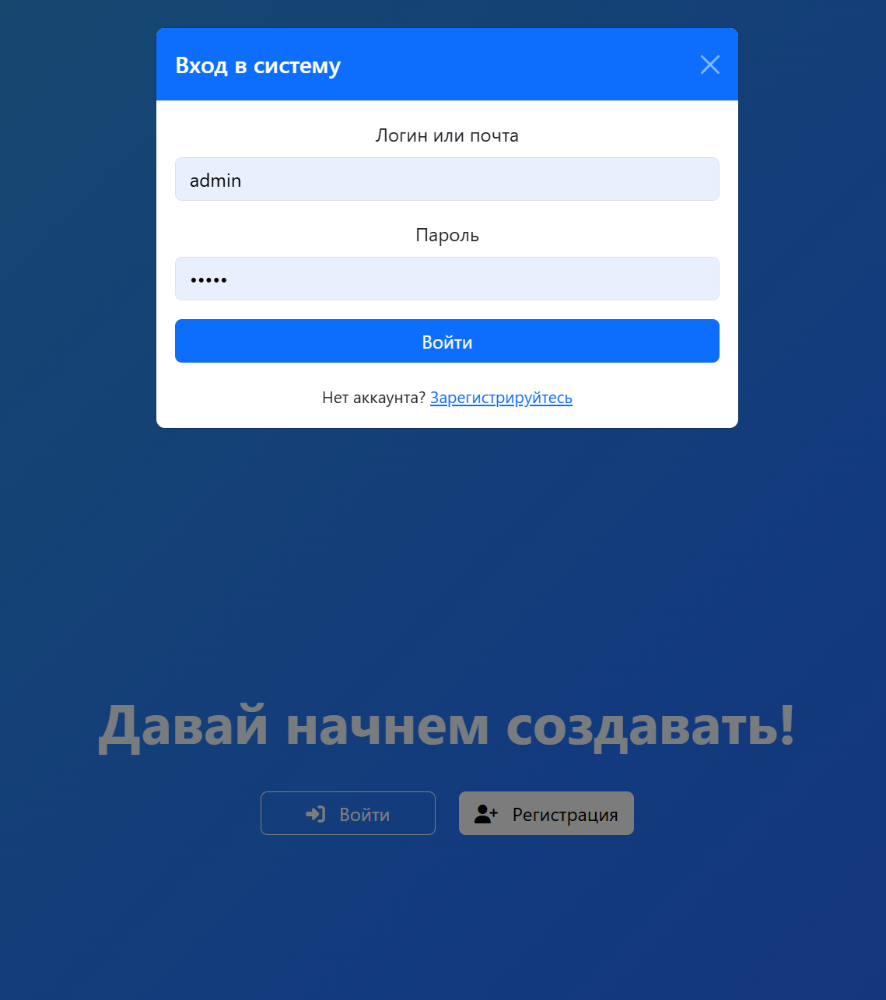 Вход в систему
Логин или почта
admin
Пароль
•••••
Войти
Нет аккаунта? Зарегистрируйтесь
Давай начнем создавать!
Войти
Регистрация